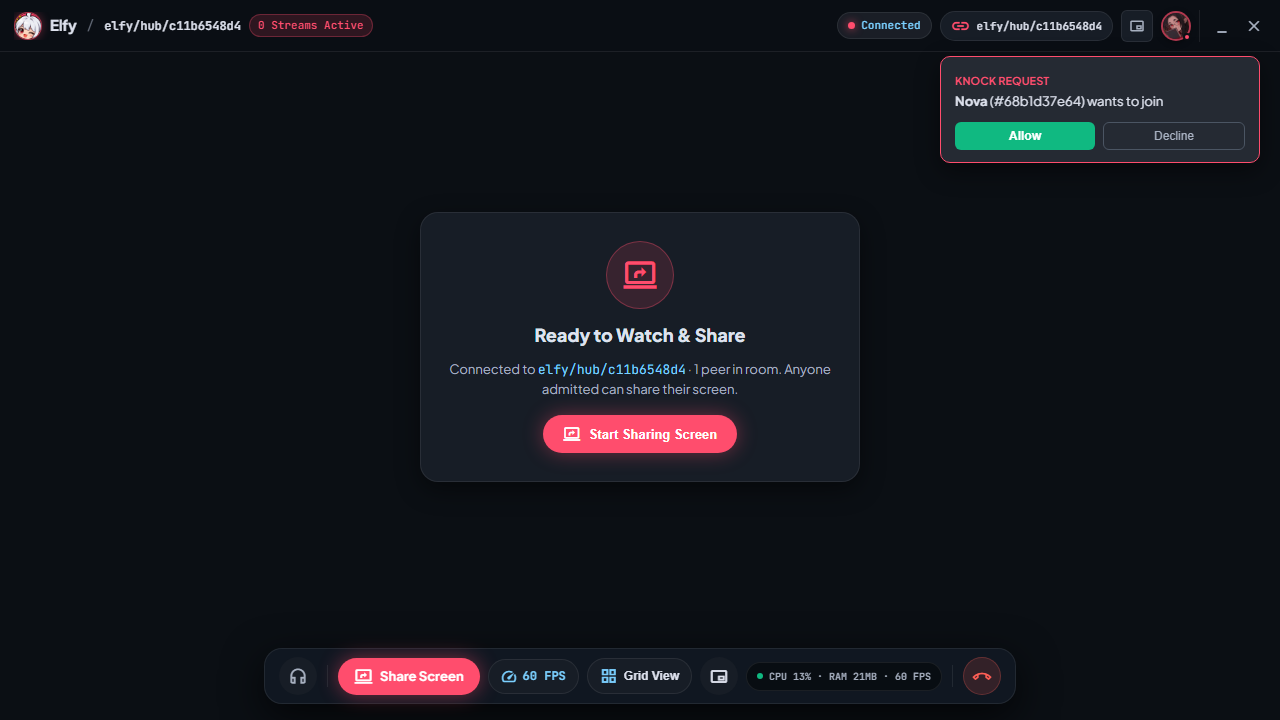 Elfy / elfy/hub/c11b6548d4 0 Streams Active
Connected
elfy/hub/c11b6548d4
KNOCK REQUEST
Nova (#68b1d37e64) wants to join
Allow
Decline
Ready to Watch & Share
Connected to elfy/hub/c11b6548d4 · 1 peer in room. Anyone
admitted can share their screen.
Start Sharing Screen
Share Screen
60 FPS
Grid View
CPU 13% · RAM 21MB · 60 FPS